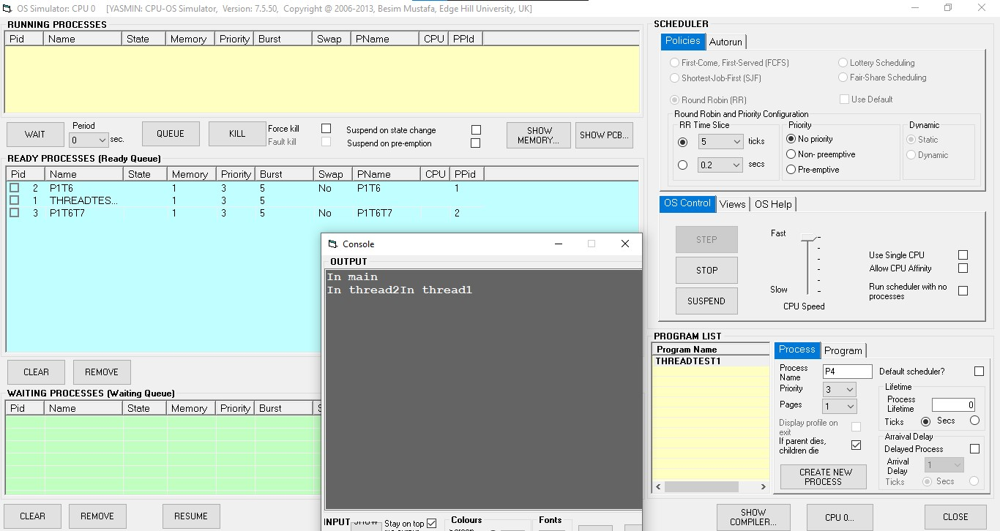 OS Simulator: CPU 0 [YASMIN: CPU-OS Simulator, Version: 7.5.50, Copyright @ 2006-2013, Besim Mustafa, Edge Hill University, UK]
RUNNING PROCESSES
Pid Name State Memory Priority Burst Swap PName CPU PPId
WAIT
Period
0 sec.
QUEUE
KILL
Force kill
Fault kill
Suspend on state change
Suspend on pre-emption
SHOW MEMORY...
SHOW PCB...
READY PROCESSES (Ready Queue)
Pid Name State Memory Priority Burst Swap PName CPU PPId
2 P1T6 1 3 5 No P1T6 1
1 THREADTES... 1 3 5
3 P1T6T7 1 3 5 No P1T6T7 2
CLEAR
REMOVE
WAITING PROCESSES (Waiting Queue)
Pid Name State Memory Priority Burst
CLEAR
REMOVE
RESUME
Console
OUTPUT
In main
In thread2In thread1
INPUT
SHOW
Stay on top
Colours
Fonts
SCHEDULER
Policies
Autorun
First-Come, First-Served (FCFS)
Lottery Scheduling
Shortest-Job-First (SJF)
Fair-Share Scheduling
Round Robin (RR)
Use Default
Round Robin and Priority Configuration
RR Time Slice
5 ticks
0.2 secs
Priority
No priority
Non- preemptive
Pre-emptive
Dynamic
Static
Dynamic
OS Control
Views
OS Help
STEP
STOP
SUSPEND
Fast
Slow
CPU Speed
Use Single CPU
Allow CPU Affinity
Run scheduler with no
processes
PROGRAM LIST
Program Name
THREADTEST1
Process
Program
Process
Name
P4
Default scheduler?
Priority
3
Pages
1
Display profile on
exit
If parent dies,
children die
CREATE NEW
PROCESS
Lifetime
Process
Lifetime
0
Ticks
Secs
Arraival Delay
Delayed Process
Arrival
Delay
1
Ticks
Secs
SHOW
COMPILER...
CPU 0...
CLOSE